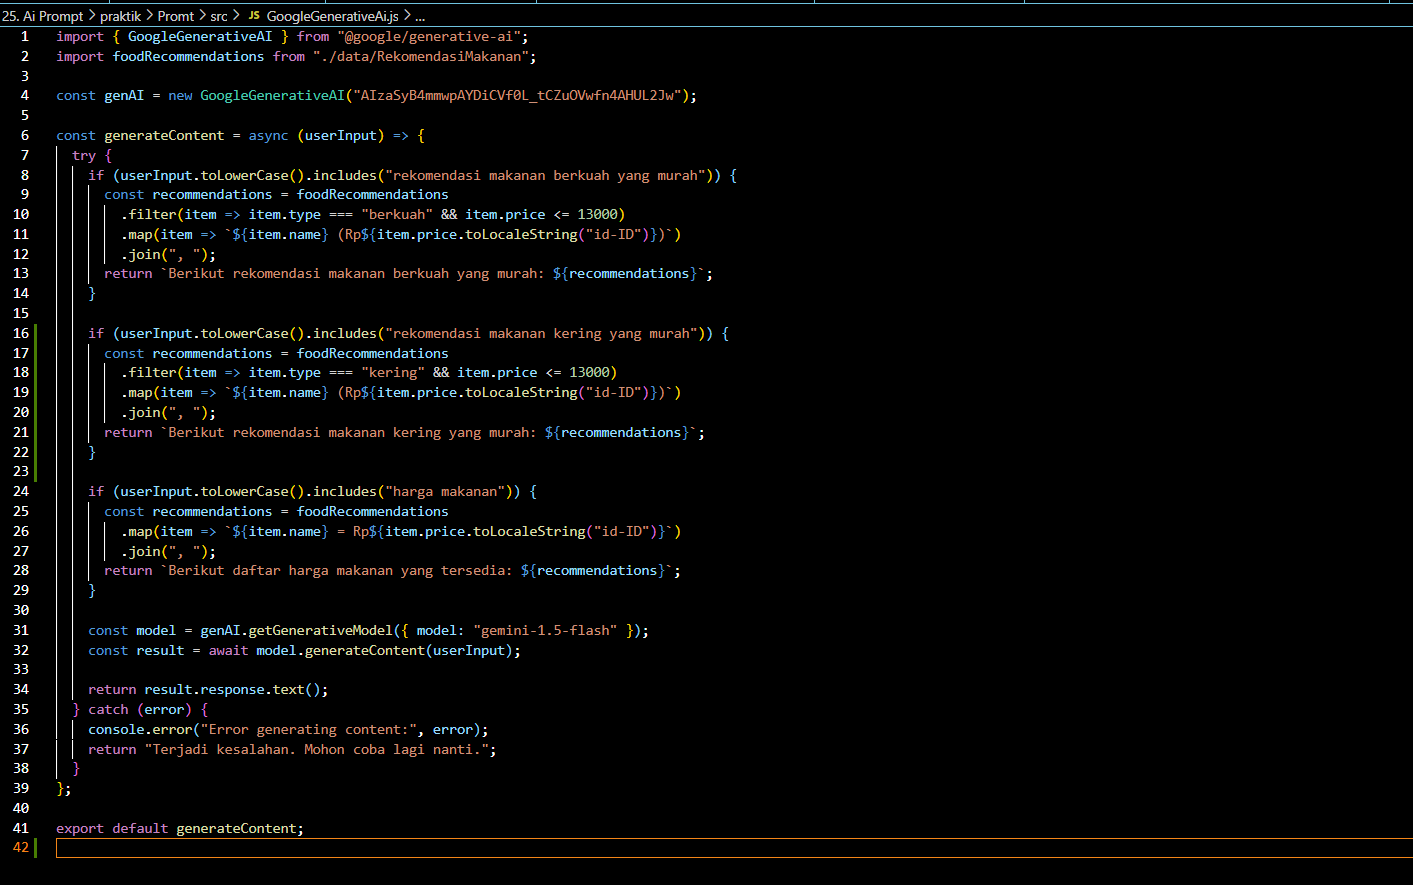 25. Ai Prompt > praktik > Promt > src > JS GoogleGenerativeAi.js > ...
1 import { GoogleGenerativeAI } from "@google/generative-ai";
2 import foodRecommendations from "./data/RekomendasiMakanan";
3
4 const genAI = new GoogleGenerativeAI("AIzaSyB4mmwpAYDiCVf0L_tCZuOVwfn4AHUL2Jw");
5
6 const generateContent = async (userInput) => {
7 try {
8 if (userInput.toLowerCase().includes("rekomendasi makanan berkuah yang murah")) {
9 const recommendations = foodRecommendations
10 .filter(item => item.type === "berkuah" && item.price <= 13000)
11 .map(item => `${item.name} (Rp${item.price.toLocaleString("id-ID")})`)
12 .join(", ");
13 return `Berikut rekomendasi makanan berkuah yang murah: ${recommendations}`;
14 }
15
16 if (userInput.toLowerCase().includes("rekomendasi makanan kering yang murah")) {
17 const recommendations = foodRecommendations
18 .filter(item => item.type === "kering" && item.price <= 13000)
19 .map(item => `${item.name} (Rp${item.price.toLocaleString("id-ID")})`)
20 .join(", ");
21 return `Berikut rekomendasi makanan kering yang murah: ${recommendations}`;
22 }
23
24 if (userInput.toLowerCase().includes("harga makanan")) {
25 const recommendations = foodRecommendations
26 .map(item => `${item.name} = Rp${item.price.toLocaleString("id-ID")}`)
27 .join(", ");
28 return `Berikut daftar harga makanan yang tersedia: ${recommendations}`;
29 }
30
31 const model = genAI.getGenerativeModel({ model: "gemini-1.5-flash" });
32 const result = await model.generateContent(userInput);
33
34 return result.response.text();
35 } catch (error) {
36 console.error("Error generating content:", error);
37 return "Terjadi kesalahan. Mohon coba lagi nanti.";
38 }
39 };
40
41 export default generateContent;
42